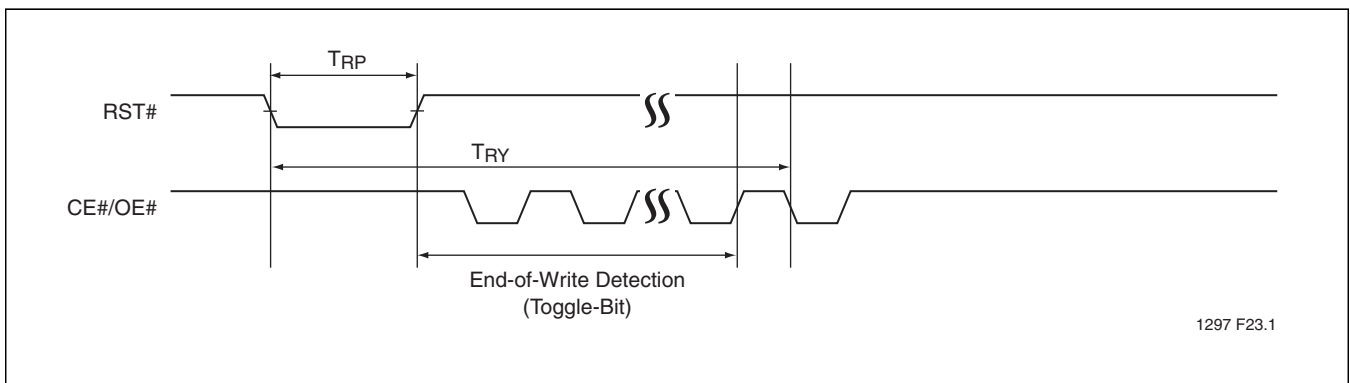 TRP
RST#
TRY
CE#/OE#
End-of-Write Detection
(Toggle-Bit)
1297 F23.1